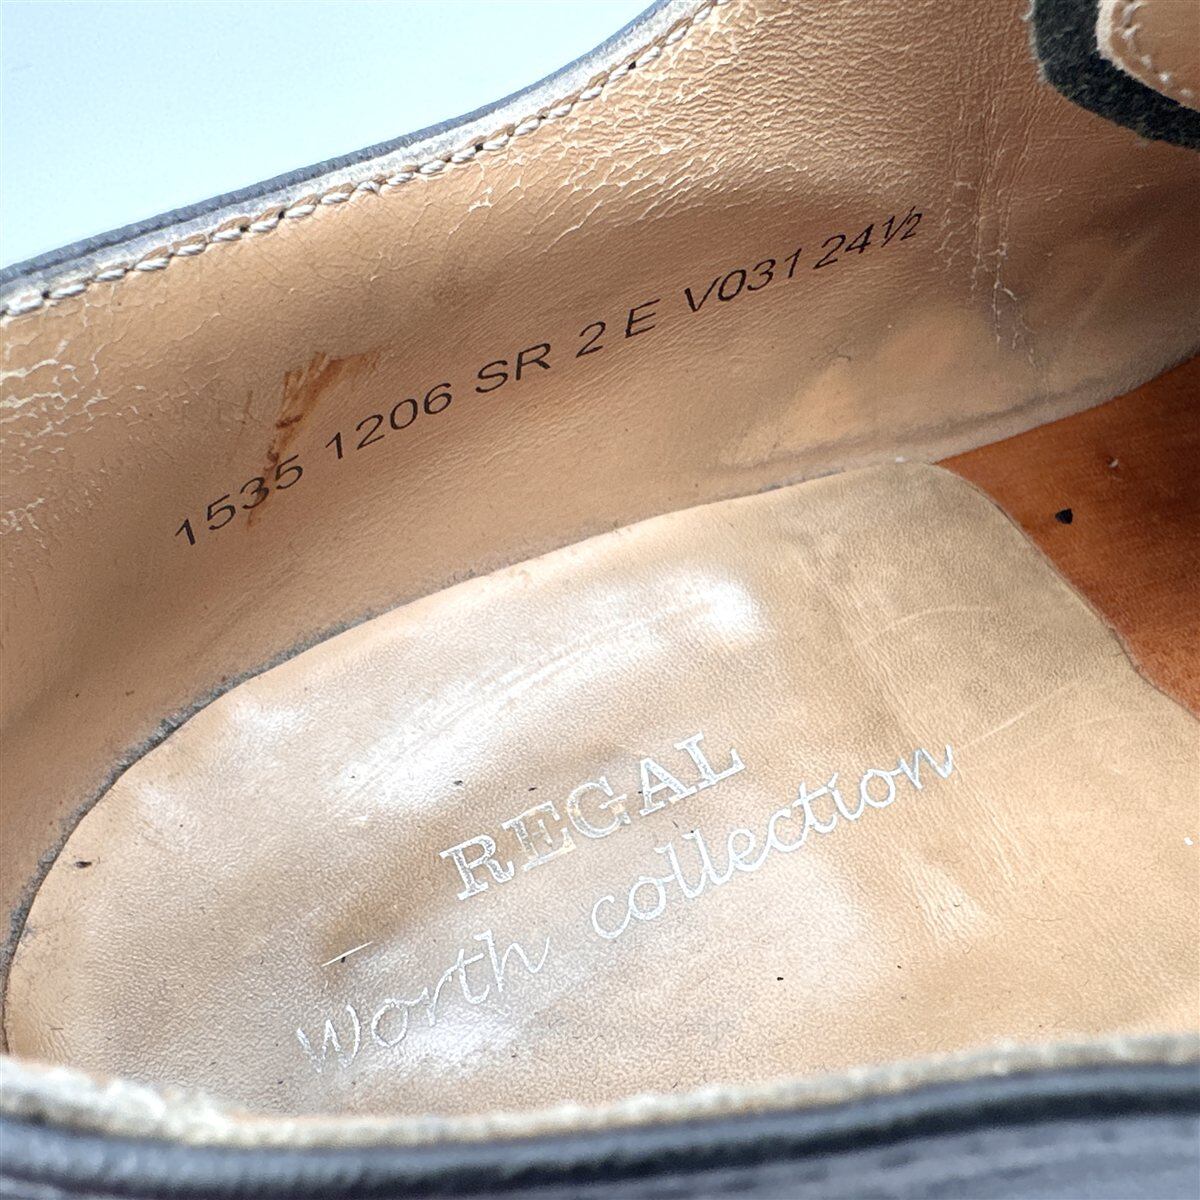 1535 1206 SR 2 E V031 24½
REGAL
Worth collection